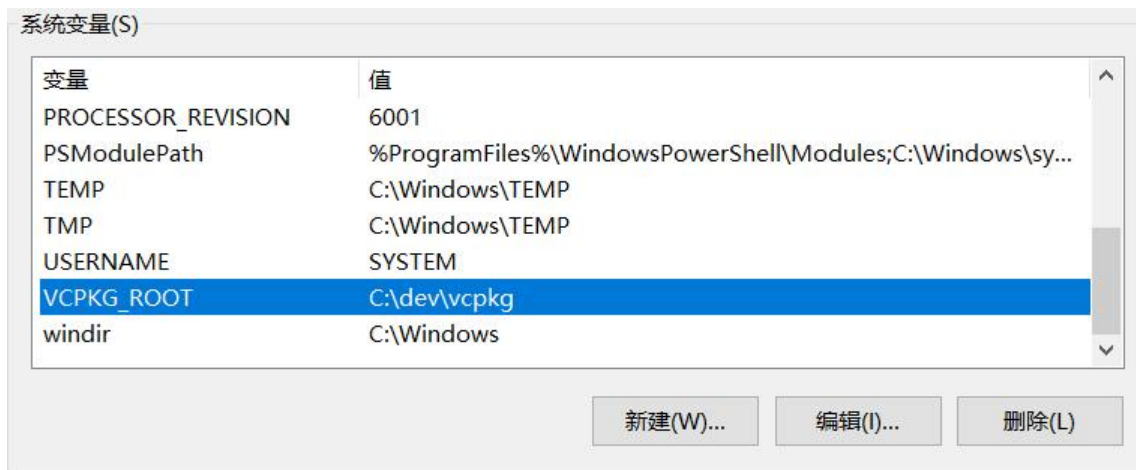 系统变量(S)
变量 值
PROCESSOR_REVISION 6001
PSModulePath %ProgramFiles%\WindowsPowerShell\Modules;C:\Windows\sy...
TEMP C:\Windows\TEMP
TMP C:\Windows\TEMP
USERNAME SYSTEM
VCPKG_ROOT C:\dev\vcpkg
windir C:\Windows
新建(W)... 编辑(I)... 删除(L)